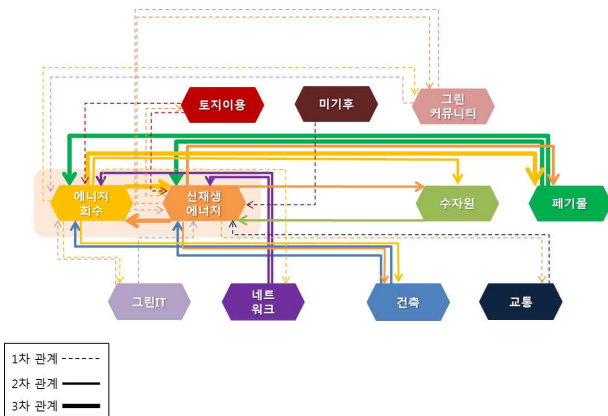 토지이용
미기후
그린
커뮤니티
에너지
회수
신재생
에너지
수자원
페기물
그린IT
네트
워크
건축
교통
1차 관계
2차 관계
3차 관계